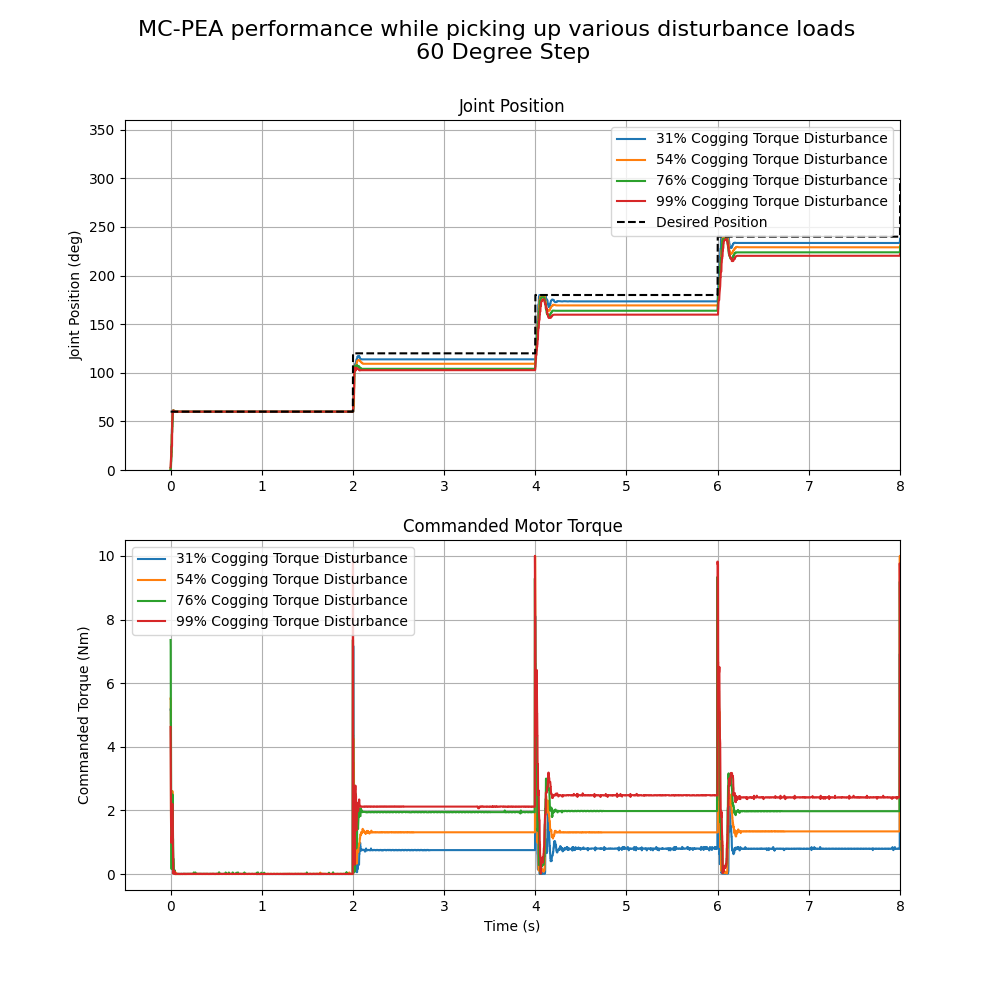 MC-PEA performance while picking up various disturbance loads
60 Degree Step
Joint Position
350
300
250
200
150
100
50
0
Joint Position (deg)
31% Cogging Torque Disturbance
54% Cogging Torque Disturbance
76% Cogging Torque Disturbance
99% Cogging Torque Disturbance
Desired Position
0 1 2 3 4 5 6 7 8
Commanded Motor Torque
10
8
6
4
2
0
Commanded Torque (Nm)
31% Cogging Torque Disturbance
54% Cogging Torque Disturbance
76% Cogging Torque Disturbance
99% Cogging Torque Disturbance
0 1 2 3 4 5 6 7 8
Time (s)